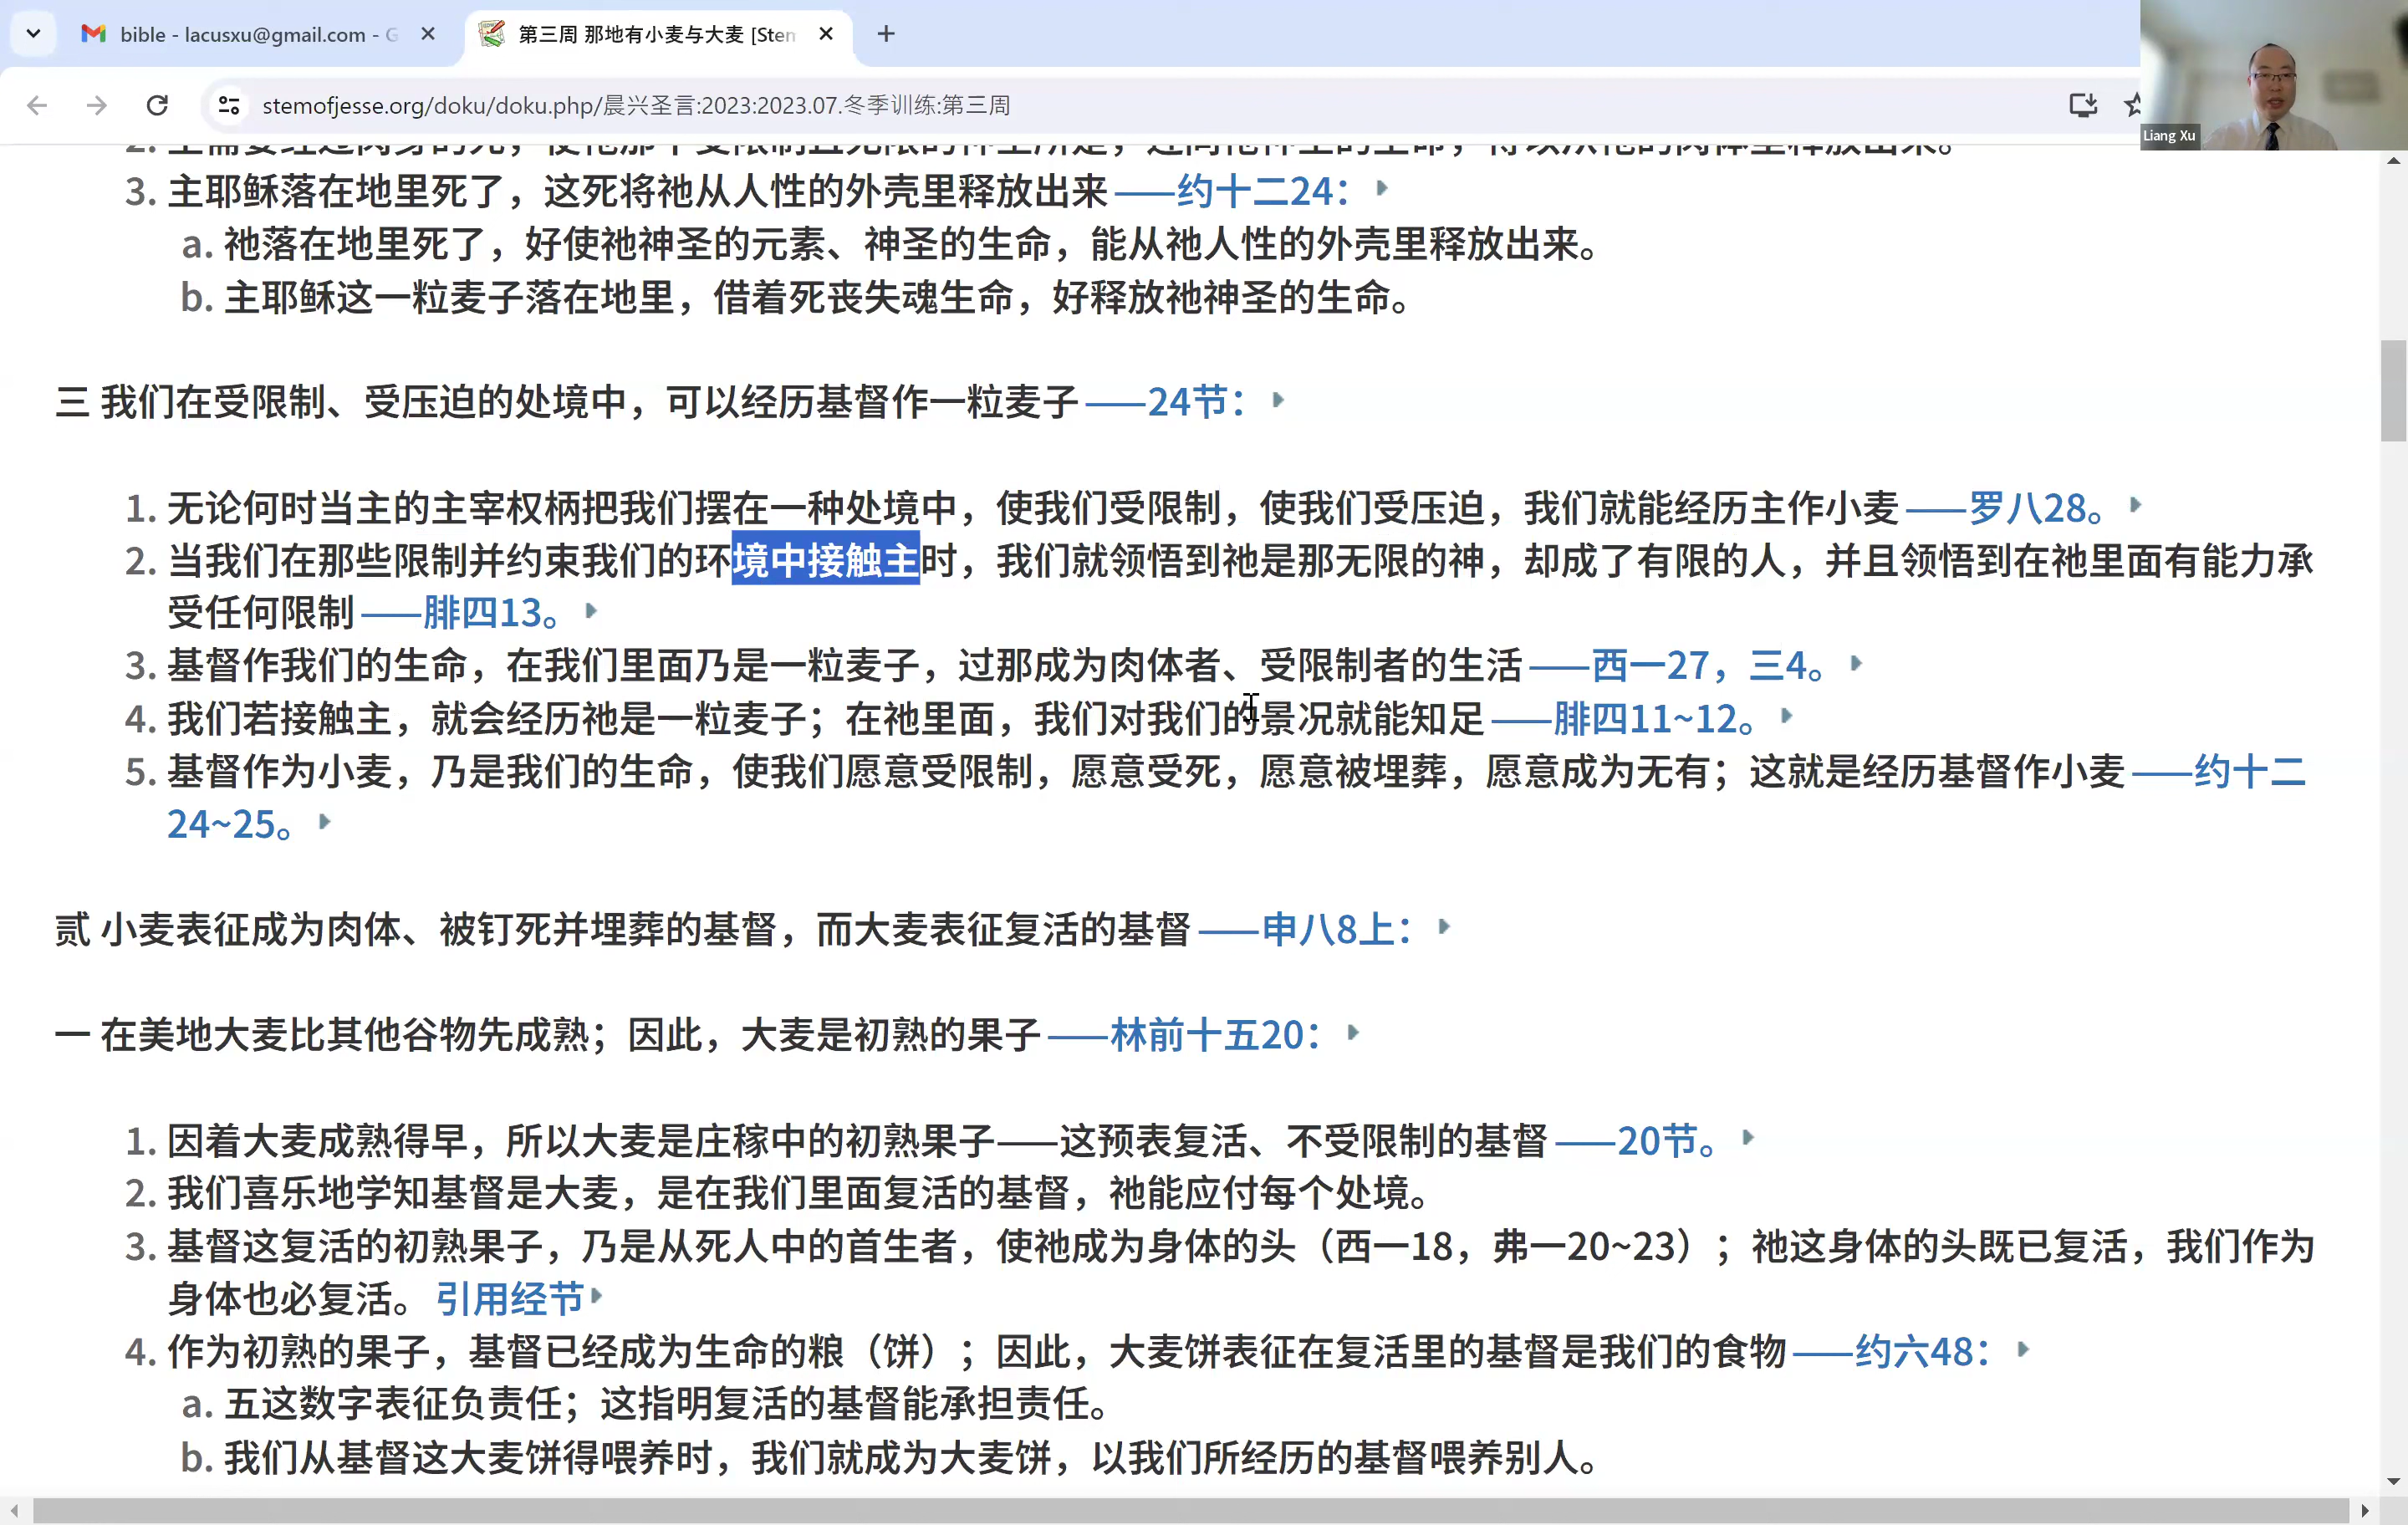 bible - lacusxu@gmail.com - G
第三周 那地有小麦与大麦 [Sten
stemofjesse.org/doku/doku.php/晨兴圣言:2023:2023.07.冬季训练:第三周
Liang Xu
3. 主耶稣落在地里死了，这死将祂从人性的外壳里释放出来——约十二24：
a. 祂落在地里死了，好使祂神圣的元素、神圣的生命，能从祂人性的外壳里释放出来。
b. 主耶稣这一粒麦子落在地里，借着死丧失魂生命，好释放祂神圣的生命。
三 我们在受限制、受压迫的处境中，可以经历基督作一粒麦子——24节：
1. 无论何时当主的主宰权柄把我们摆在一种处境中，使我们受限制，使我们受压迫，我们就能经历主作小麦——罗八28。
2. 当我们在那些限制并约束我们的环境中接触主时，我们就领悟到祂是那无限的神，却成了有限的人，并且领悟到在祂里面有能力承
受任何限制——腓四13。
3. 基督作我们的生命，在我们里面乃是一粒麦子，过那成为肉体者、受限制者的生活——西一27，三4。
4. 我们若接触主，就会经历祂是一粒麦子；在祂里面，我们对我们的景况就能知足——腓四11~12。
5. 基督作为小麦，乃是我们的生命，使我们愿意受限制，愿意受死，愿意被埋葬，愿意成为无有；这就是经历基督作小麦——约十二
24~25。
贰 小麦表征成为肉体、被钉死并埋葬的基督，而大麦表征复活的基督——申八8上：
一 在美地大麦比其他谷物先成熟；因此，大麦是初熟的果子——林前十五20：
1. 因着大麦成熟得早，所以大麦是庄稼中的初熟果子——这预表复活、不受限制的基督——20节。
2. 我们喜乐地学知基督是大麦，是在我们里面复活的基督，祂能应付每个处境。
3. 基督这复活的初熟果子，乃是从死人中的首生者，使祂成为身体的头（西一18，弗一20~23）；祂这身体的头既已复活，我们作为
身体也必复活。 引用经节
4. 作为初熟的果子，基督已经成为生命的粮（饼）；因此，大麦饼表征在复活里的基督是我们的食物——约六48：
a. 五这数字表征负责任；这指明复活的基督能承担责任。
b. 我们从基督这大麦饼得喂养时，我们就成为大麦饼，以我们所经历的基督喂养别人。